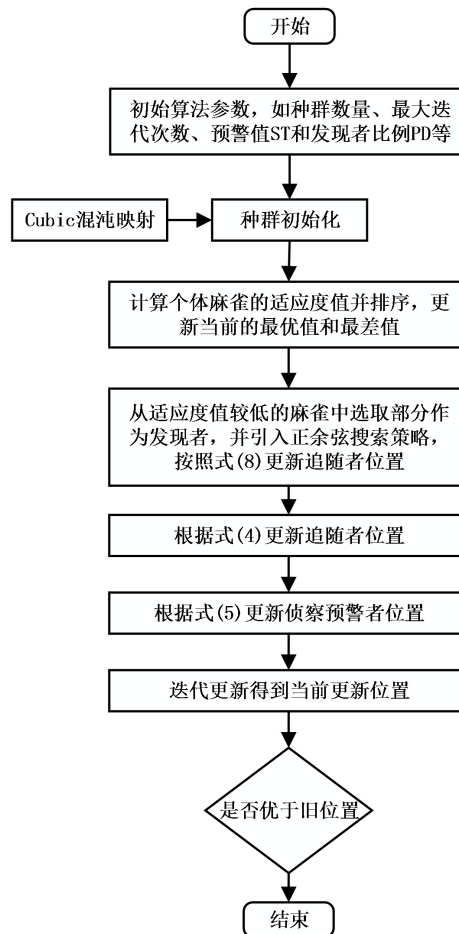 开始
初始算法参数，如种群数量、最大迭
代次数、预警值ST和发现者比例PD等
Cubic混沌映射
种群初始化
计算个体麻雀的适应度值并排序，更
新当前的最优值和最差值
从适应度值较低的麻雀中选取部分作
为发现者，并引入正余弦搜索策略，
按照式(8)更新追随者位置
根据式(4)更新追随者位置
根据式(5)更新侦察预警者位置
迭代更新得到当前更新位置
是否优于旧位置
结束